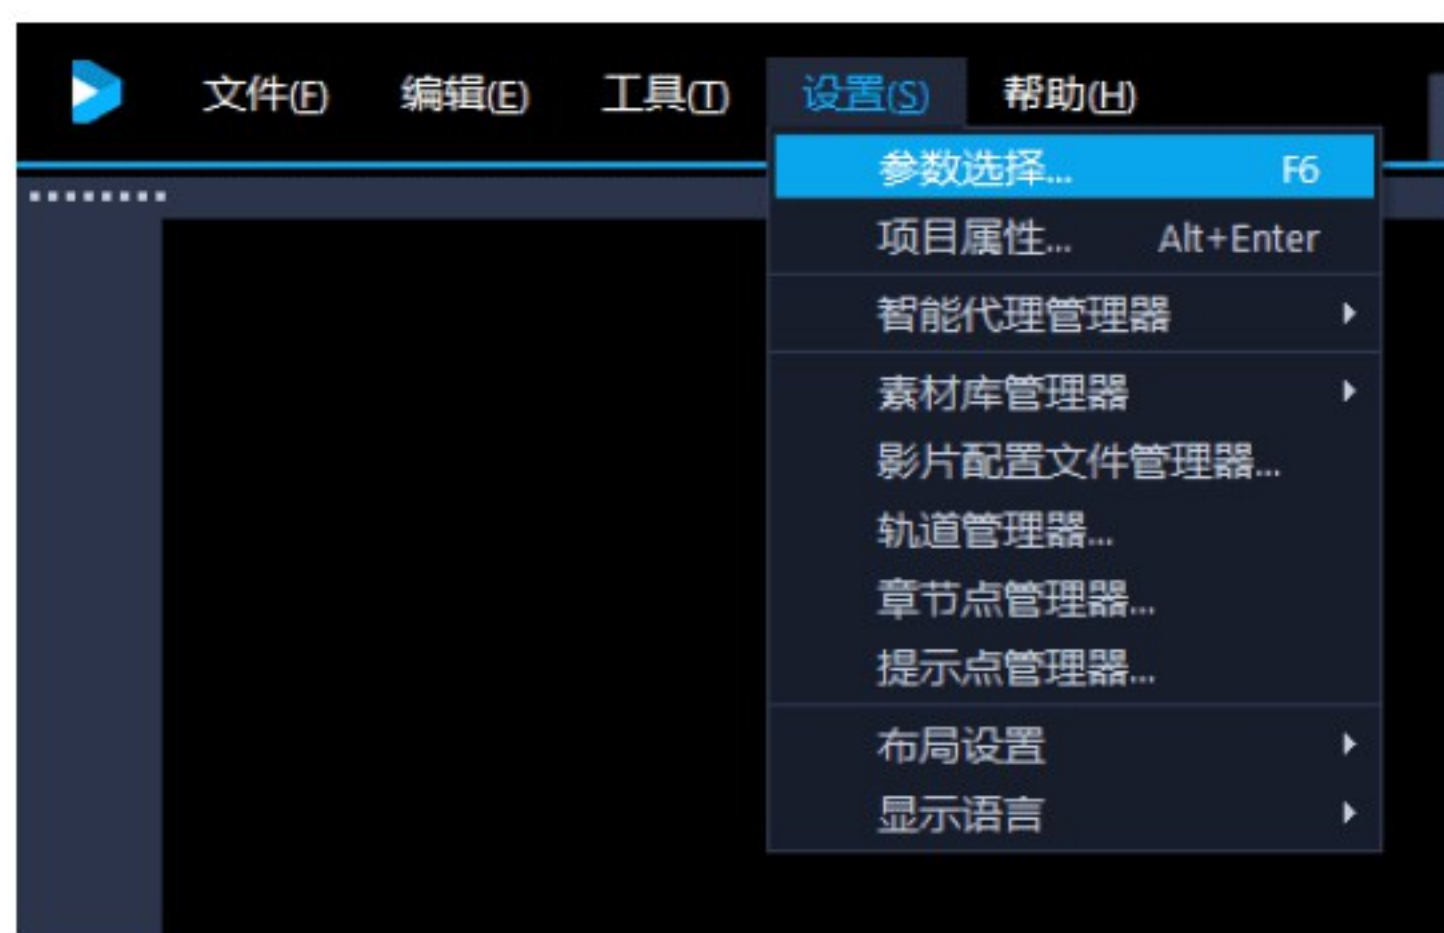 文件(F) 编辑(E) 工具(T) 设置(S) 帮助(H)
参数选择... F6
项目属性... Alt+Enter
智能代理管理器
素材库管理器
影片配置文件管理器...
轨道管理器...
章节点管理器...
提示点管理器...
布局设置
显示语言